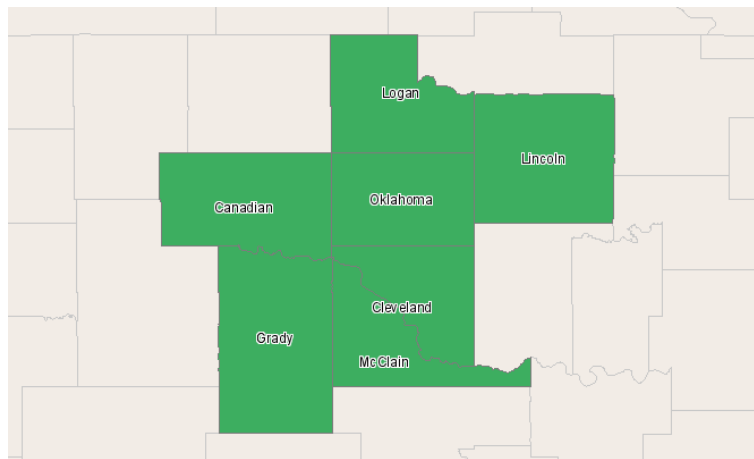 Logan
Lincoln
Canadian
Oklahoma
Cleveland
Grady
McClain